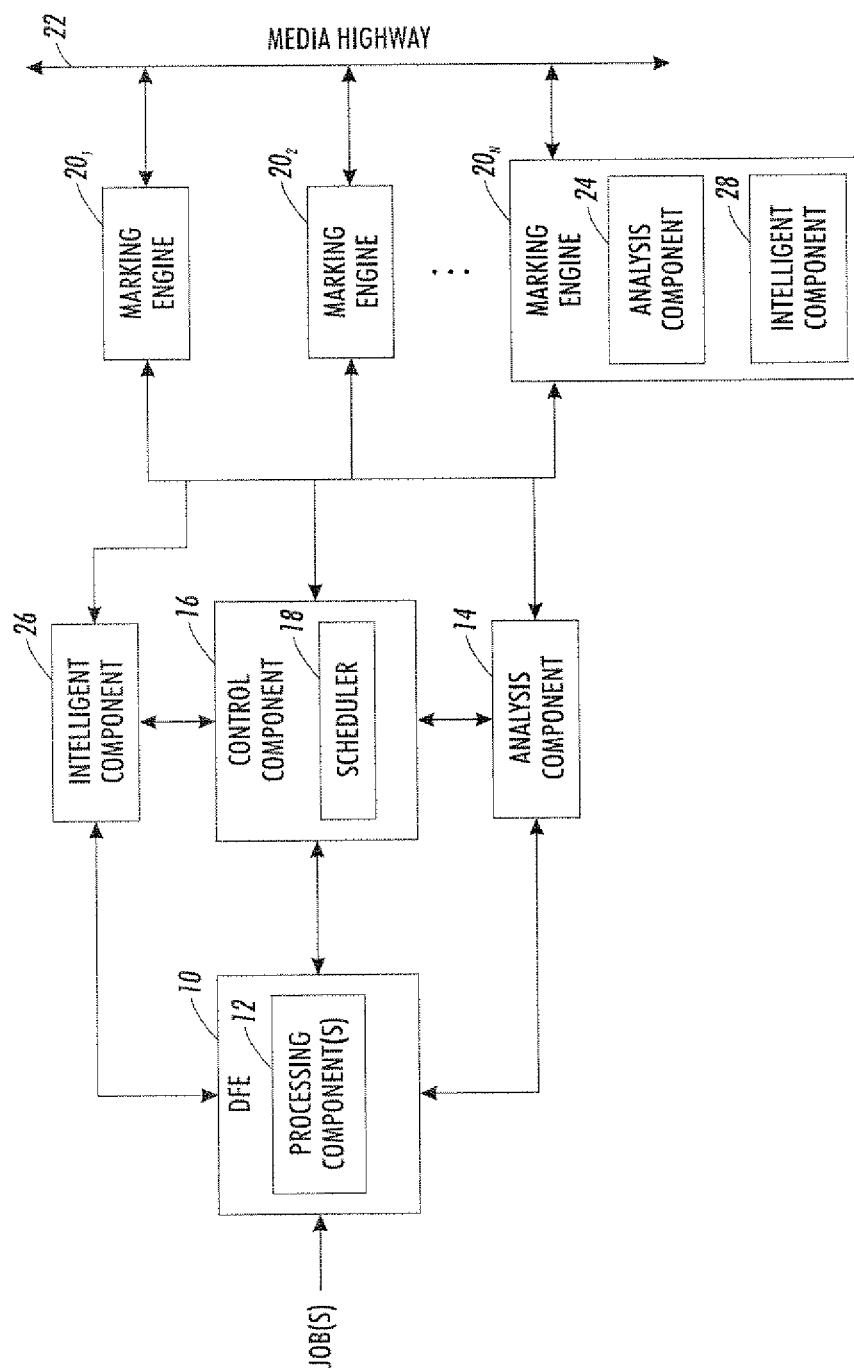 JOB(S)
10
DFE
12
PROCESSING
COMPONENT(S)
26
INTELLIGENT
COMPONENT
16
CONTROL
COMPONENT
18
SCHEDULER
14
ANALYSIS
COMPONENT
20₁
MARKING
ENGINE
20₂
MARKING
ENGINE
...
20ₙ
MARKING
ENGINE
24
ANALYSIS
COMPONENT
28
INTELLIGENT
COMPONENT
22
MEDIA HIGHWAY